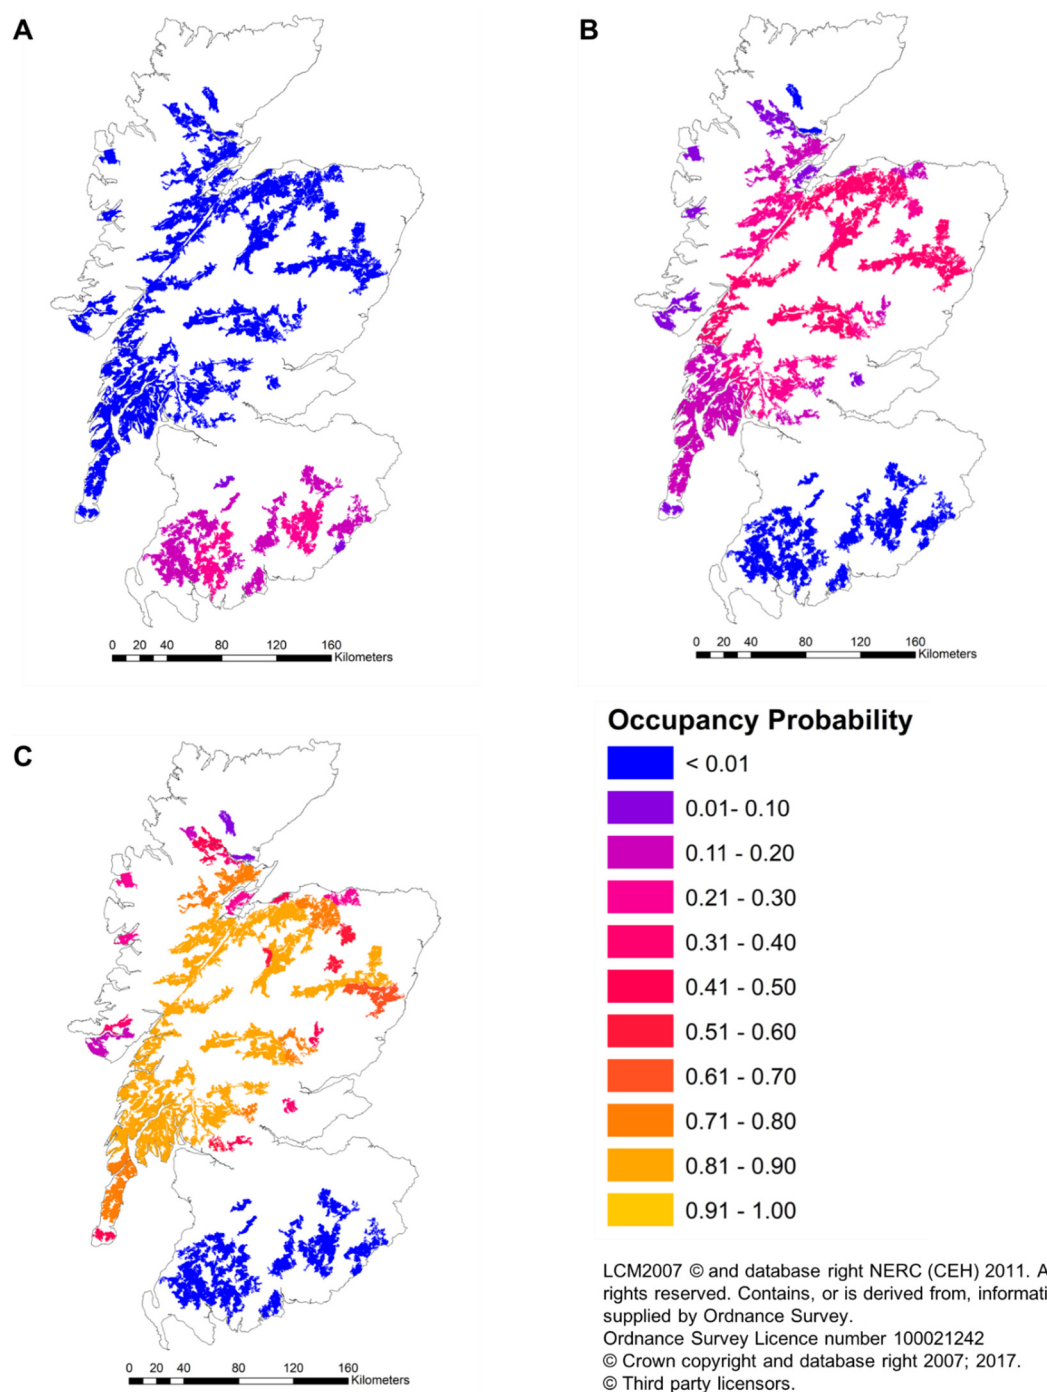 A
B
0 20 40 80 120 160
Kilometers
0 20 40 80 120 160
Kilometers
C
0 20 40 80 120 160
Kilometers
Occupancy Probability
< 0.01
0.01- 0.10
0.11 - 0.20
0.21 - 0.30
0.31 - 0.40
0.41 - 0.50
0.51 - 0.60
0.61 - 0.70
0.71 - 0.80
0.81 - 0.90
0.91 - 1.00
LCM2007 © and database right NERC (CEH) 2011. A
rights reserved. Contains, or is derived from, informati
supplied by Ordnance Survey.
Ordnance Survey Licence number 100021242
© Crown copyright and database right 2007; 2017.
© Third party licensors.